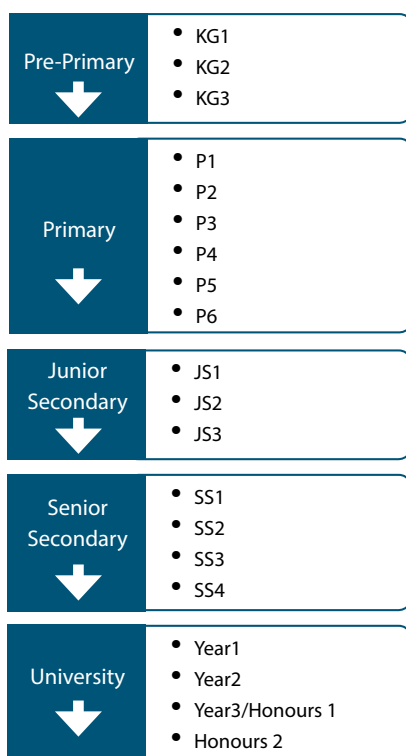 Pre-Primary
• KG1
• KG2
• KG3
Primary
• P1
• P2
• P3
• P4
• P5
• P6
Junior
Secondary
• JS1
• JS2
• JS3
Senior
Secondary
• SS1
• SS2
• SS3
• SS4
University
• Year1
• Year2
• Year3/Honours 1
• Honours 2